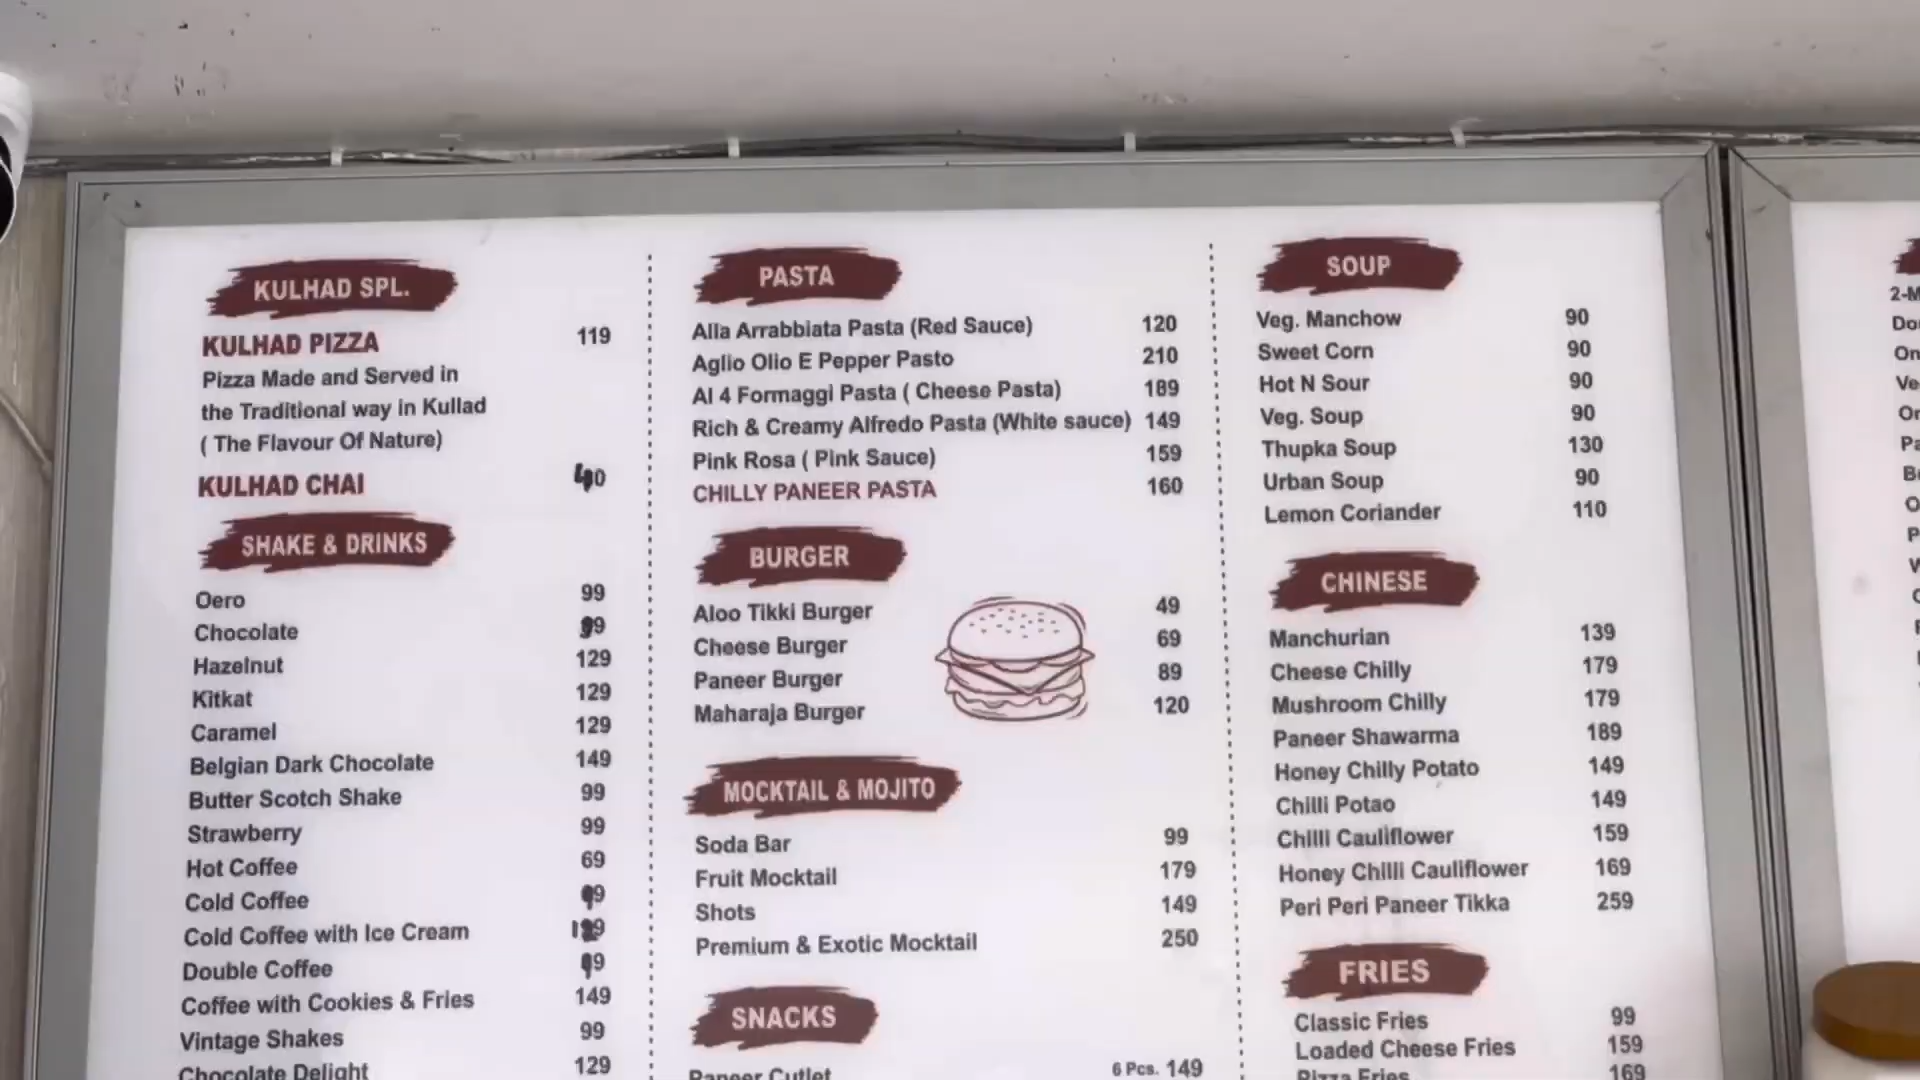 KULHAD SPL.
KULHAD PIZZA 119
Pizza Made and Served in
the Traditional way in Kullad
( The Flavour Of Nature)
KULHAD CHAI 40
SHAKE & DRINKS
Oero 99
Chocolate 99
Hazelnut 129
Kitkat 129
Caramel 129
Belgian Dark Chocolate 149
Butter Scotch Shake 99
Strawberry 99
Hot Coffee 69
Cold Coffee
Cold Coffee with Ice Cream
Double Coffee
Coffee with Cookies & Fries 149
Vintage Shakes 99
Chocolate Delight 129
PASTA
Alla Arrabbiata Pasta (Red Sauce) 120
Aglio Olio E Pepper Pasto 210
Al 4 Formaggi Pasta ( Cheese Pasta) 189
Rich & Creamy Alfredo Pasta (White sauce) 149
Pink Rosa ( Pink Sauce) 159
CHILLY PANEER PASTA 160
BURGER
Aloo Tikki Burger 49
Cheese Burger 69
Paneer Burger 89
Maharaja Burger 120
MOCKTAIL & MOJITO
Soda Bar 99
Fruit Mocktail 179
Shots 149
Premium & Exotic Mocktail 250
SNACKS
Paneer Cutlet 6 Pcs. 149
SOUP
Veg. Manchow 90
Sweet Corn 90
Hot N Sour 90
Veg. Soup 90
Thupka Soup 130
Urban Soup 90
Lemon Coriander 110
CHINESE
Manchurian 139
Cheese Chilly 179
Mushroom Chilly 179
Paneer Shawarma 189
Honey Chilly Potato 149
Chilli Potao 149
Chilli Cauliflower 159
Honey Chilli Cauliflower 169
Peri Peri Paneer Tikka 259
FRIES
Classic Fries 99
Loaded Cheese Fries 159
Pizza Fries 169